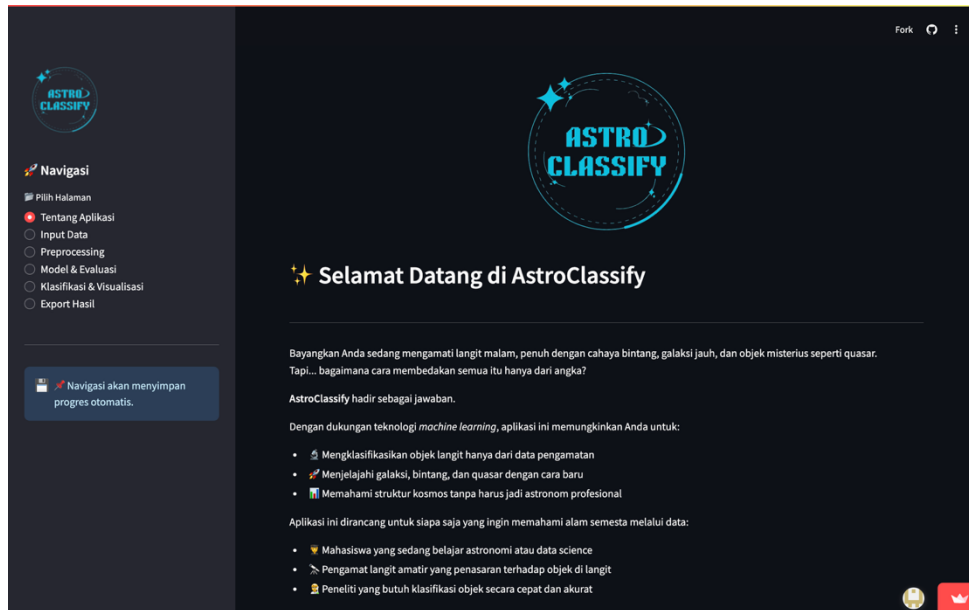 Fork
ASTRO
CLASSIFY
🚀 Navigasi
📂 Pilih Halaman
Tentang Aplikasi
Input Data
Preprocessing
Model & Evaluasi
Klasifikasi & Visualisasi
Export Hasil
💾 📌 Navigasi akan menyimpan
progres otomatis.
ASTRO
CLASSIFY
✨ Selamat Datang di AstroClassify
Bayangkan Anda sedang mengamati langit malam, penuh dengan cahaya bintang, galaksi jauh, dan objek misterius seperti quasar.
Tapi... bagaimana cara membedakan semua itu hanya dari angka?
AstroClassify hadir sebagai jawaban.
Dengan dukungan teknologi machine learning, aplikasi ini memungkinkan Anda untuk:
• 🔬 Mengklasifikasikan objek langit hanya dari data pengamatan
• 🚀 Menjelajahi galaksi, bintang, dan quasar dengan cara baru
• 📊 Memahami struktur kosmos tanpa harus jadi astronom profesional
Aplikasi ini dirancang untuk siapa saja yang ingin memahami alam semesta melalui data:
• 👨‍🎓 Mahasiswa yang sedang belajar astronomi atau data science
• 🔭 Pengamat langit amatir yang penasaran terhadap objek di langit
• 👨‍🔬 Peneliti yang butuh klasifikasi objek secara cepat dan akurat